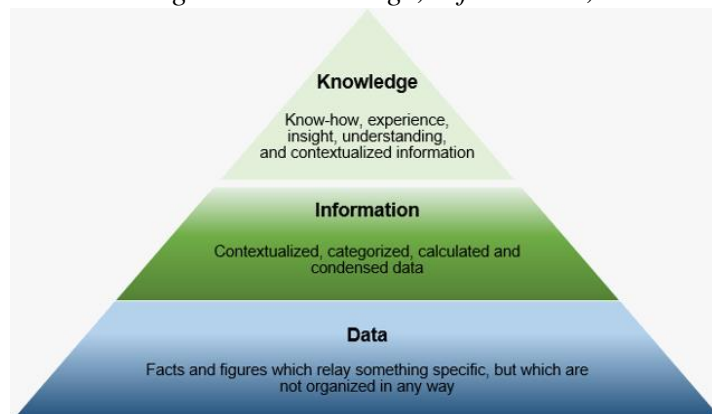 Knowledge
Know-how, experience,
insight, understanding,
and contextualized information
Information
Contextualized, categorized, calculated and
condensed data
Data
Facts and figures which relay something specific, but which are
not organized in any way